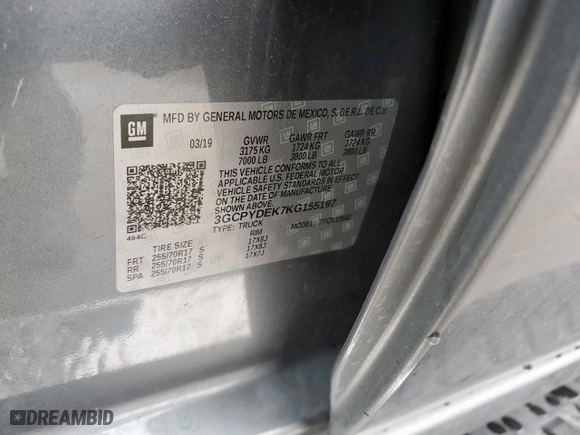 GM
MFD BY GENERAL MOTORS DE MEXICO, S. DE R.L. DE C.V.
03/19 GVWR GAWR FRT GAWR RR
3175 KG 1724 KG 1724 KG
7000 LB 3800 LB 3800 LB
THIS VEHICLE CONFORMS TO ALL
APPLICABLE U.S. FEDERAL MOTOR
VEHICLE SAFETY STANDARDS IN
EFFECT ON THE DATE OF MANUFACTURE
SHOWN ABOVE.
3GCPYDEK7KG155197
TYPE: TRUCK MODEL:
464C
TIRE SIZE RIM
FRT 255/70R17 S 17X8J
RR. 255/70R17 S 17X8J
SPA 255/70R17 S 17X7J
DREAMBID